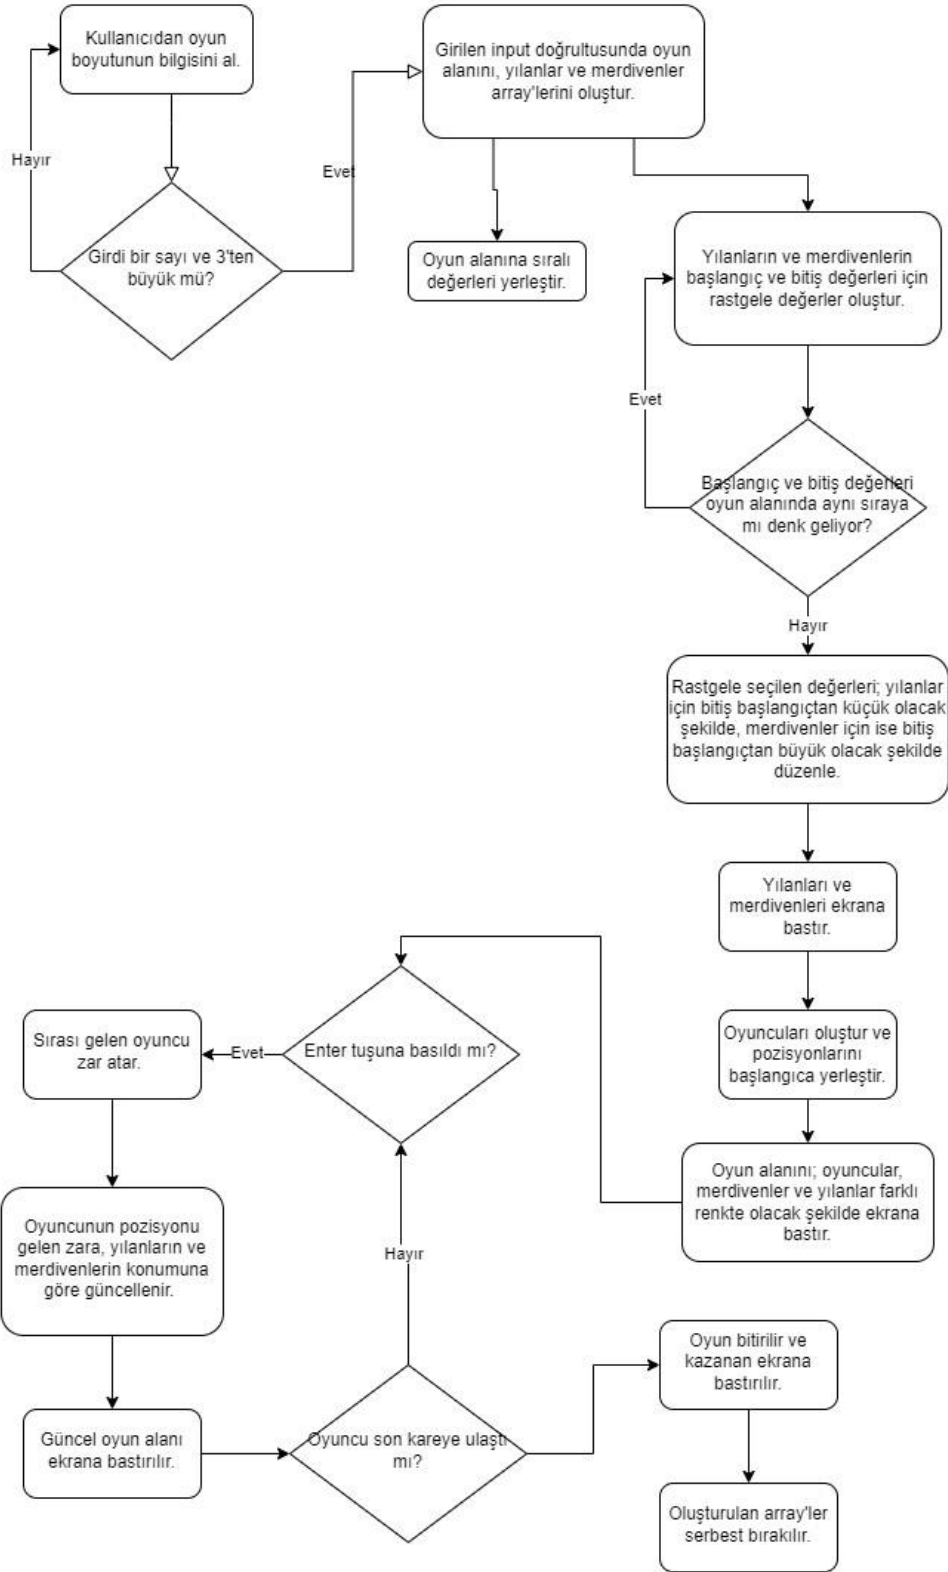 Kullanıcıdan oyun
boyutunun bilgisini al.
Hayır
Girdi bir sayı ve 3'ten
büyük mü?
Evet
Girilen input doğrultusunda oyun
alanını, yılanlar ve merdivenler
array'lerini oluştur.
Oyun alanına sıralı
değerleri yerleştir.
Yılanların ve merdivenlerin
başlangıç ve bitiş değerleri için
rastgele değerler oluştur.
Evet
Başlangıç ve bitiş değerleri
oyun alanında aynı sıraya
mı denk geliyor?
Hayır
Rastgele seçilen değerleri; yılanlar
için bitiş başlangıçtan küçük olacak
şekilde, merdivenler için ise bitiş
başlangıçtan büyük olacak şekilde
düzenle.
Yılanları ve
merdivenleri ekrana
bastır.
Oyuncuları oluştur ve
pozisyonlarını
başlangıca yerleştir.
Oyun alanını; oyuncular,
merdivenler ve yılanlar farklı
renkte olacak şekilde ekrana
bastır.
Enter tuşuna basıldı mı?
Evet
Sırası gelen oyuncu
zar atar.
Oyuncunun pozisyonu
gelen zara, yılanların ve
merdivenlerin konumuna
göre güncellenir.
Güncel oyun alanı
ekrana bastırılır.
Oyuncu son kareye ulaştı
mı?
Hayır
Oyun bitirilir ve
kazanan ekrana
bastırılır.
Oluşturulan array'ler
serbest bırakılır.